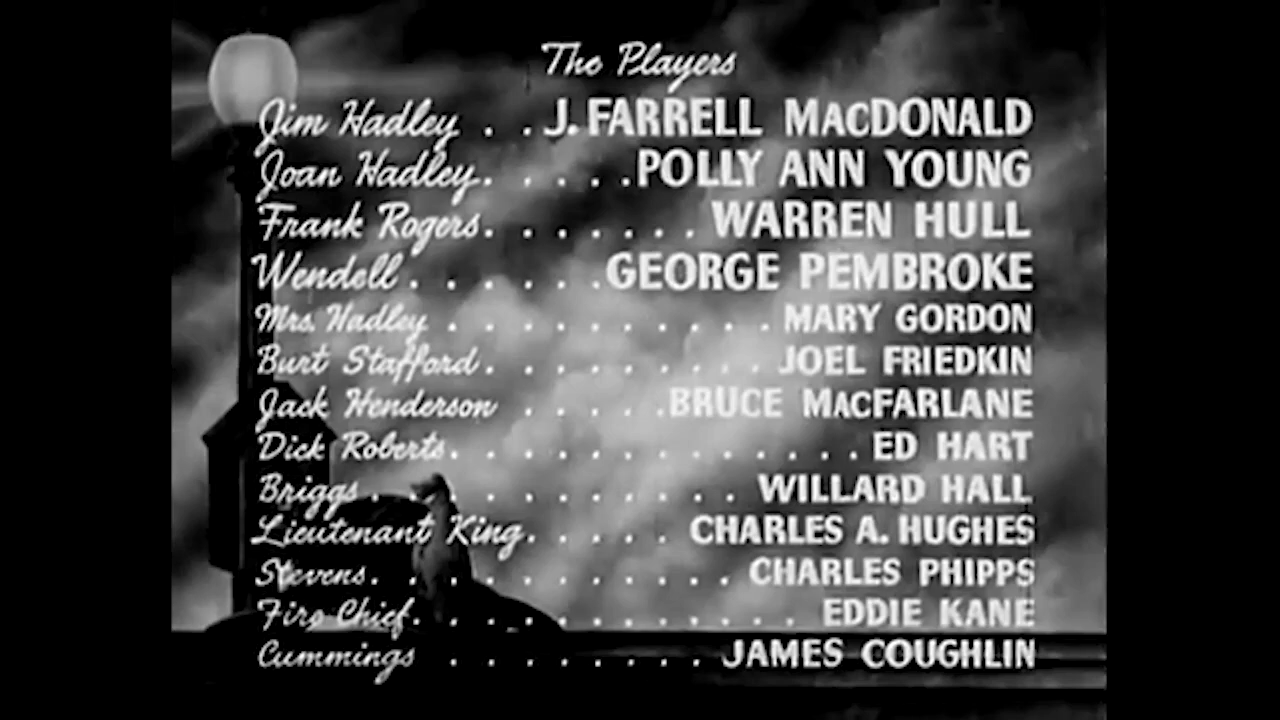 The Players
Jim Hadley . . J. FARRELL MACDONALD
Joan Hadley. . . . . POLLY ANN YOUNG
Frank Rogers. . . . . . . WARREN HULL
Wendell . . . . . . GEORGE PEMBROKE
Mrs. Hadley . . . . . . . . . . MARY GORDON
Burt Stafford. . . . . . . . JOEL FRIEDKIN
Jack Henderson . . . . . BRUCE MACFARLANE
Dick Roberts. . . . . . . . . . . . . ED HART
Briggs . . . . . . . . . . . WILLARD HALL
Lieutenant King. . . . . CHARLES A. HUGHES
Stevens. . . . . . . . . . . . CHARLES PHIPPS
Fire Chief. . . . . . . . . . . . EDDIE KANE
Cummings . . . . . . . . JAMES COUGHLIN